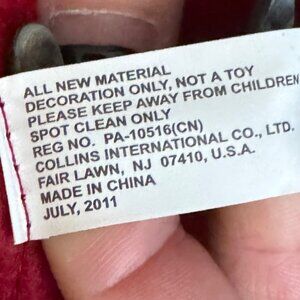 ALL NEW MATERIAL
DECORATION ONLY, NOT A TOY
PLEASE KEEP AWAY FROM CHILDREN
SPOT CLEAN ONLY
REG NO. PA-10516(CN)
COLLINS INTERNATIONAL CO., LTD.
FAIR LAWN, NJ 07410, U.S.A.
MADE IN CHINA
JULY, 2011